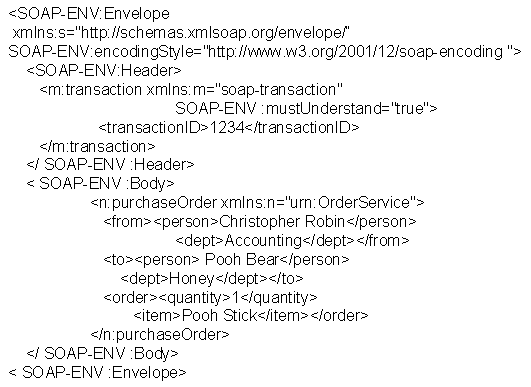 <SOAP-ENV:Envelope
xmlns:s="http://schemas.xmlsoap.org/envelope/"
SOAP-ENV:encodingStyle="http://www.w3.org/2001/12/soap-encoding ">
<SOAP-ENV:Header>
<m:transaction xmlns:m="soap-transaction"
SOAP-ENV :mustUnderstand="true">
<transactionID>1234</transactionID>
</m:transaction>
</ SOAP-ENV :Header>
< SOAP-ENV :Body>
<n:purchaseOrder xmlns:n="urn:OrderService">
<from><person>Christopher Robin</person>
<dept>Accounting</dept></from>
<to><person> Pooh Bear</person>
<dept>Honey</dept></to>
<order><quantity>1</quantity>
<item>Pooh Stick</item></order>
</n:purchaseOrder>
</ SOAP-ENV :Body>
< SOAP-ENV :Envelope>